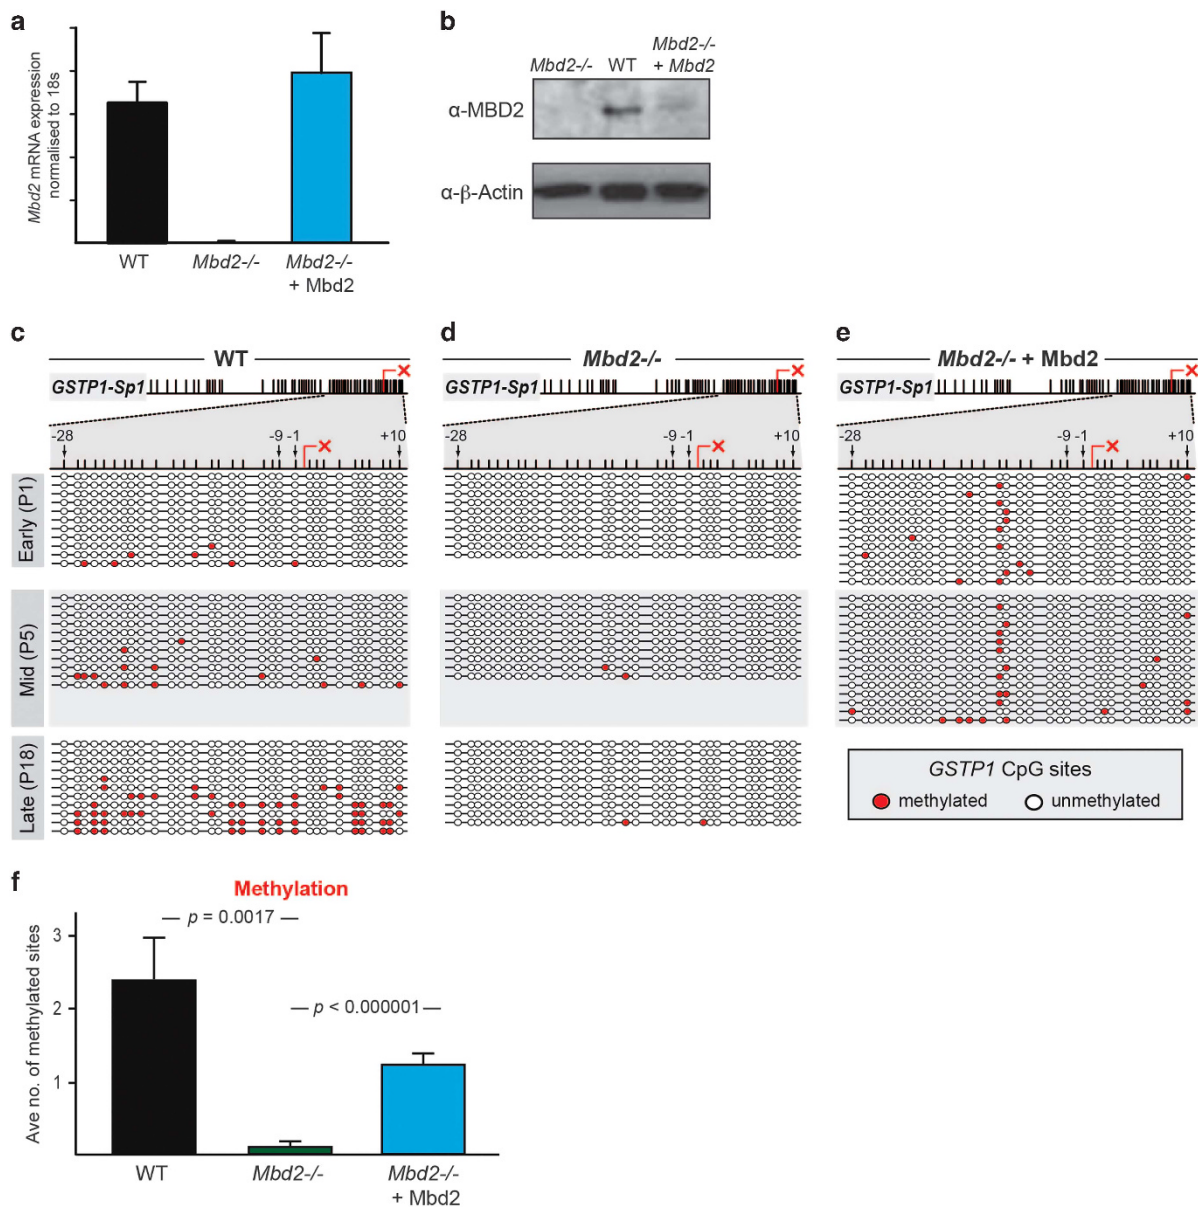 a
Mbd2 mRNA expression
normalised to 18s
WT
Mbd2-/-
Mbd2-/-
+ Mbd2
b
Mbd2-/-
WT
Mbd2-/-
+ Mbd2
α-MBD2
α-β-Actin
c
WT
GSTP1-Sp1
-28
-9
-1
+10
Early (P1)
Mid (P5)
Late (P18)
d
Mbd2-/-
GSTP1-Sp1
-28
-9
-1
+10
e
Mbd2-/- + Mbd2
GSTP1-Sp1
-28
-9
-1
+10
GSTP1 CpG sites
methylated
unmethylated
f
Methylation
Ave no. of methylated sites
3
2
1
p = 0.0017
p < 0.000001
WT
Mbd2-/-
Mbd2-/-
+ Mbd2